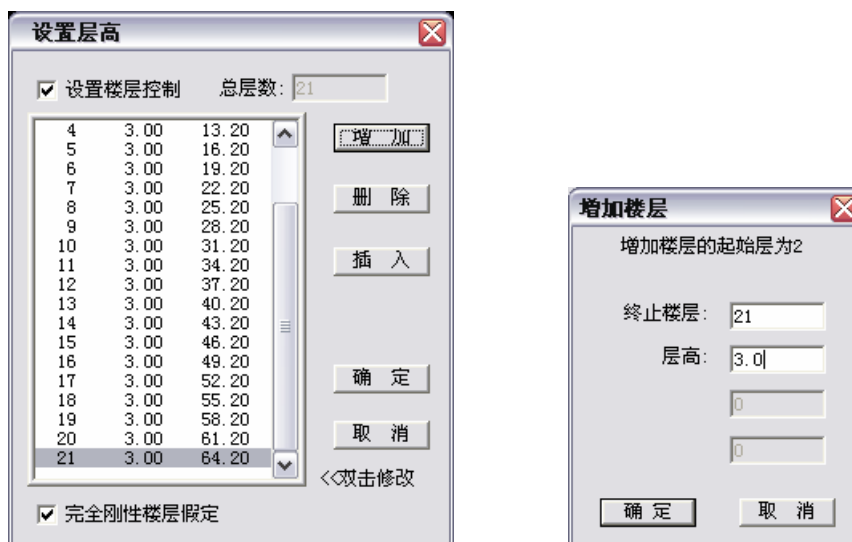 设置层高
设置楼层控制 总层数: 21
4 3.00 13.20
5 3.00 16.20
6 3.00 19.20
7 3.00 22.20
8 3.00 25.20
9 3.00 28.20
10 3.00 31.20
11 3.00 34.20
12 3.00 37.20
13 3.00 40.20
14 3.00 43.20
15 3.00 46.20
16 3.00 49.20
17 3.00 52.20
18 3.00 55.20
19 3.00 58.20
20 3.00 61.20
21 3.00 64.20
增 加
删 除
插 入
确 定
取 消
<<双击修改
完全刚性楼层假定
增加楼层
增加楼层的起始层为2
终止楼层: 21
层高: 3.0
0
0
确 定 取 消